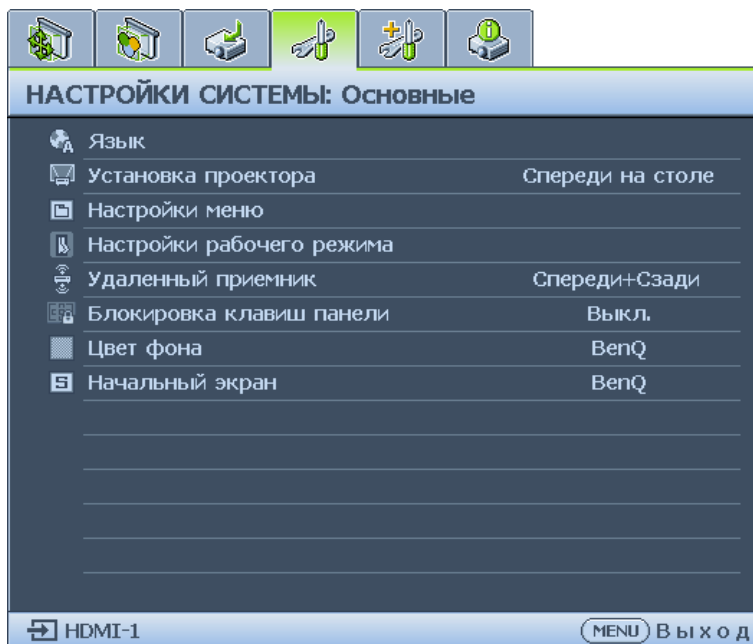 НАСТРОЙКИ СИСТЕМЫ: Основные
Язык
Установка проектора Спереди на столе
Настройки меню
Настройки рабочего режима
Удаленный приемник Спереди+Сзади
Блокировка клавиш панели Выкл.
Цвет фона BenQ
Начальный экран BenQ
HDMI-1 MENU Выход